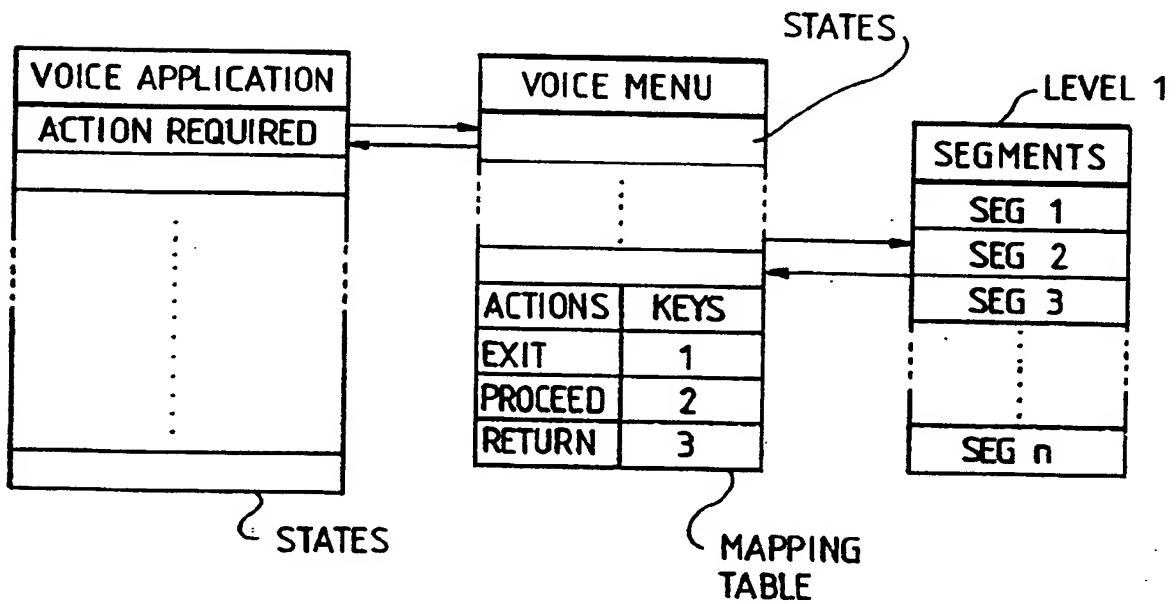 STATES
VOICE APPLICATION
ACTION REQUIRED
VOICE MENU
LEVEL 1
SEGMENTS
SEG 1
SEG 2
SEG 3
SEG n
ACTIONS KEYS
EXIT 1
PROCEED 2
RETURN 3
STATES
MAPPING
TABLE